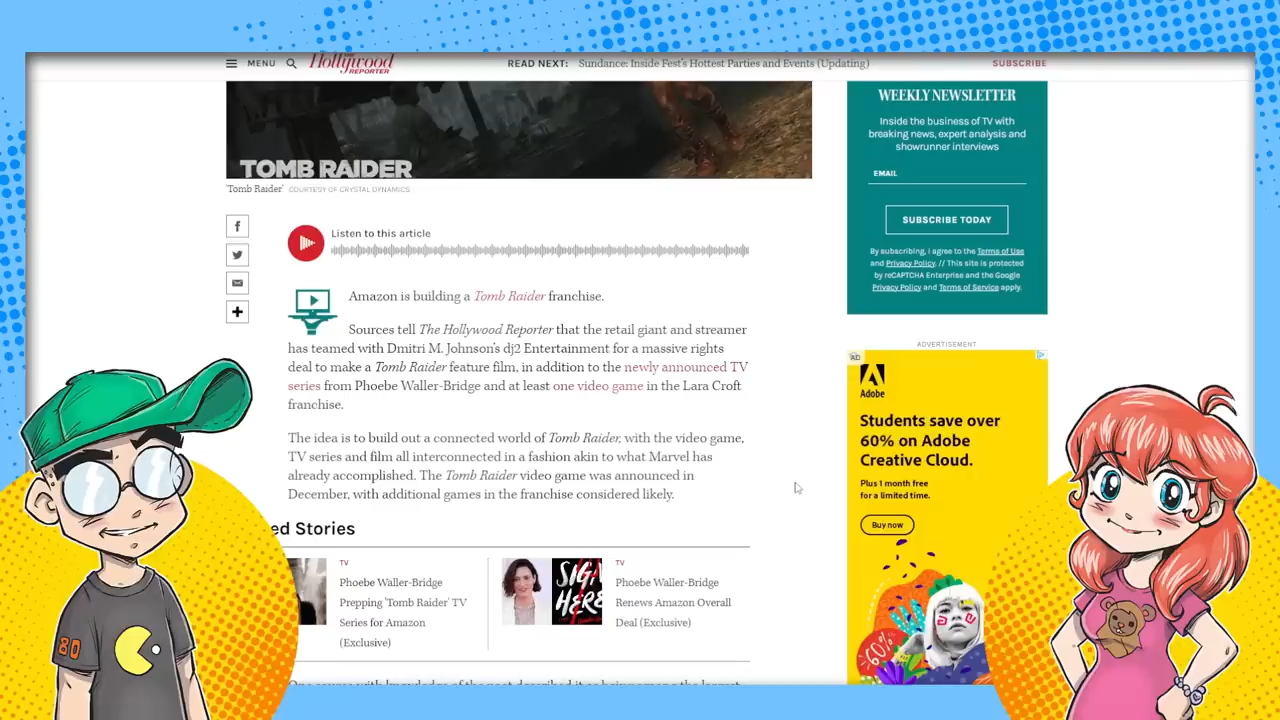 MENU
Hollywood
REPORTER
READ NEXT: Sundance: Inside Fest's Hottest Parties and Events (Updating)
SUBSCRIBE
TOMB RAIDER
'Tomb Raider' COURTESY OF CRYSTAL DYNAMICS
Listen to this article
Amazon is building a Tomb Raider franchise.
Sources tell The Hollywood Reporter that the retail giant and streamer
has teamed with Dmitri M. Johnson's dj2 Entertainment for a massive rights
deal to make a Tomb Raider feature film, in addition to the newly announced TV
series from Phoebe Waller-Bridge and at least one video game in the Lara Croft
franchise.
The idea is to build out a connected world of Tomb Raider, with the video game,
TV series and film all interconnected in a fashion akin to what Marvel has
already accomplished. The Tomb Raider video game was announced in
December, with additional games in the franchise considered likely.
ed Stories
TV
Phoebe Waller-Bridge
Prepping 'Tomb Raider' TV
Series for Amazon
(Exclusive)
SIGN
HERE
TV
Phoebe Waller-Bridge
Renews Amazon Overall
Deal (Exclusive)
WEEKLY NEWSLETTER
Inside the business of TV with
breaking news, expert analysis and
showrunner interviews
EMAIL
SUBSCRIBE TODAY
By subscribing, I agree to the Terms of Use
and Privacy Policy. // This site is protected
by reCAPTCHA Enterprise and the Google
Privacy Policy and Terms of Service apply.
ADVERTISEMENT
AD
Adobe
Students save over
60% on Adobe
Creative Cloud.
Plus 1 month free
for a limited time.
Buy now
60%
80